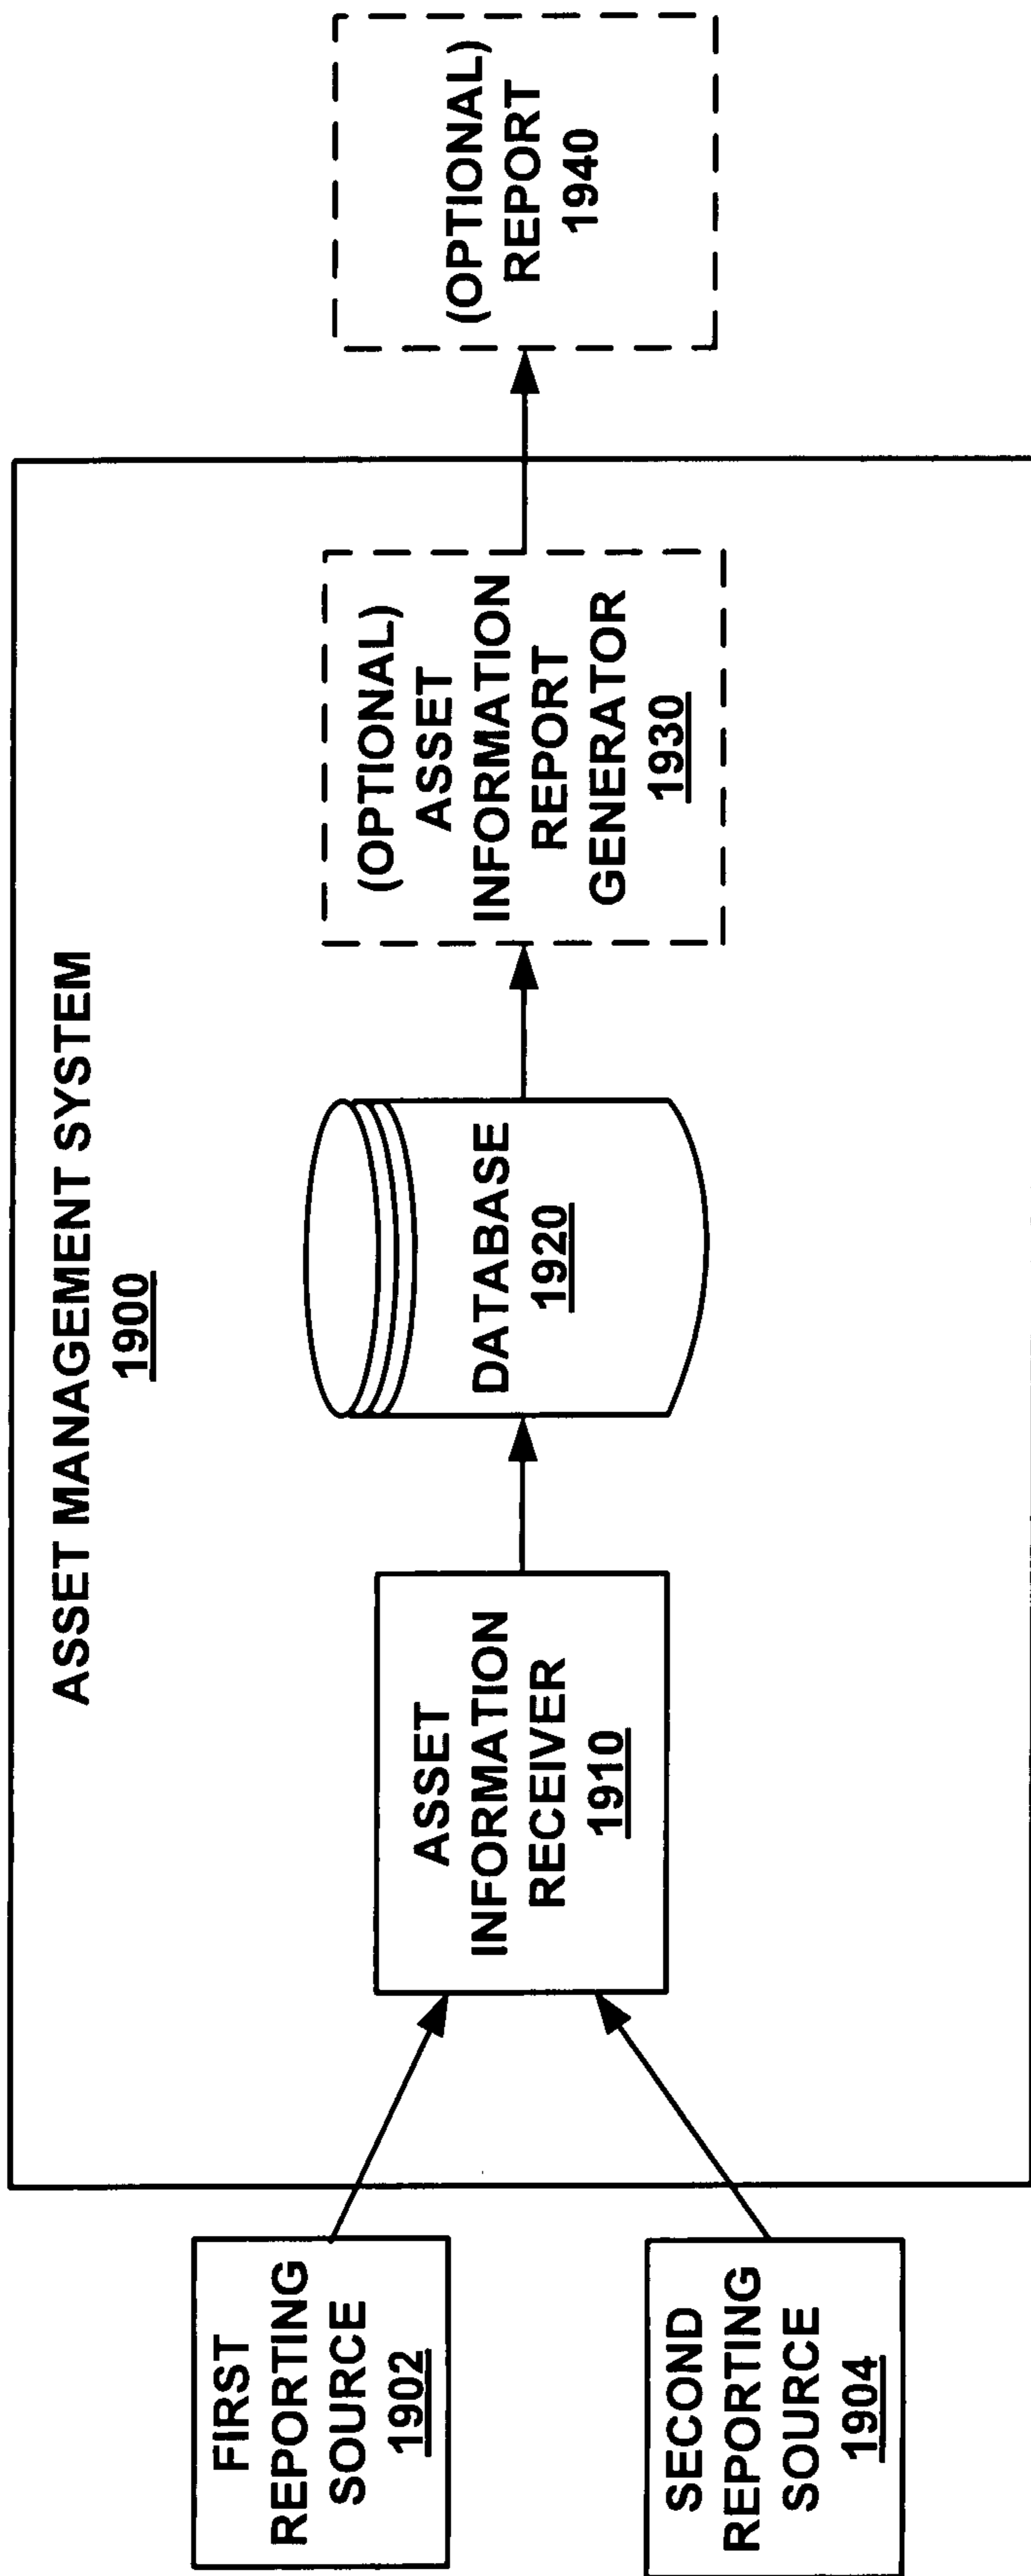 ASSET MANAGEMENT SYSTEM
1900
FIRST
REPORTING
SOURCE
1902
SECOND
REPORTING
SOURCE
1904
ASSET
INFORMATION
RECEIVER
1910
DATABASE
1920
(OPTIONAL)
ASSET
INFORMATION
REPORT
GENERATOR
1930
(OPTIONAL)
REPORT
1940